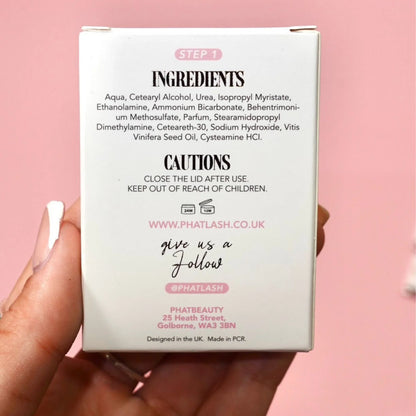 STEP 1
INGREDIENTS
Aqua, Cetearyl Alcohol, Urea, Isopropyl Myristate,
Ethanolamine, Ammonium Bicarbonate, Behentrimoni-
um Methosulfate, Parfum, Stearamidopropyl
Dimethylamine, Ceteareth-30, Sodium Hydroxide, Vitis
Vinifera Seed Oil, Cysteamine HCl.
CAUTIONS
CLOSE THE LID AFTER USE.
KEEP OUT OF REACH OF CHILDREN.
24M 12M
WWW.PHATLASH.CO.UK
give us a
Follow
@PHATLASH
PHATBEAUTY
25 Heath Street,
Golborne, WA3 3BN
Designed in the UK. Made in PCR.